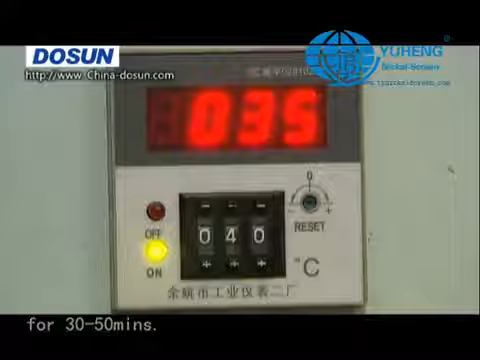 DOSUN
http://www.China-dosun.com
YUHENG
®
Nickel-Screen
035
0
- +
RESET
- - -
0 4 0
+ + +
OFF
ON
°C
余姚市工业仪表二厂
for 30-50mins.